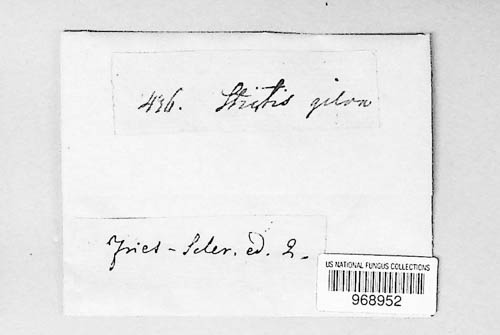 436. Stictis gilva
Fries - Scler. ed. 2.
US NATIONAL FUNGUS COLLECTIONS
968952